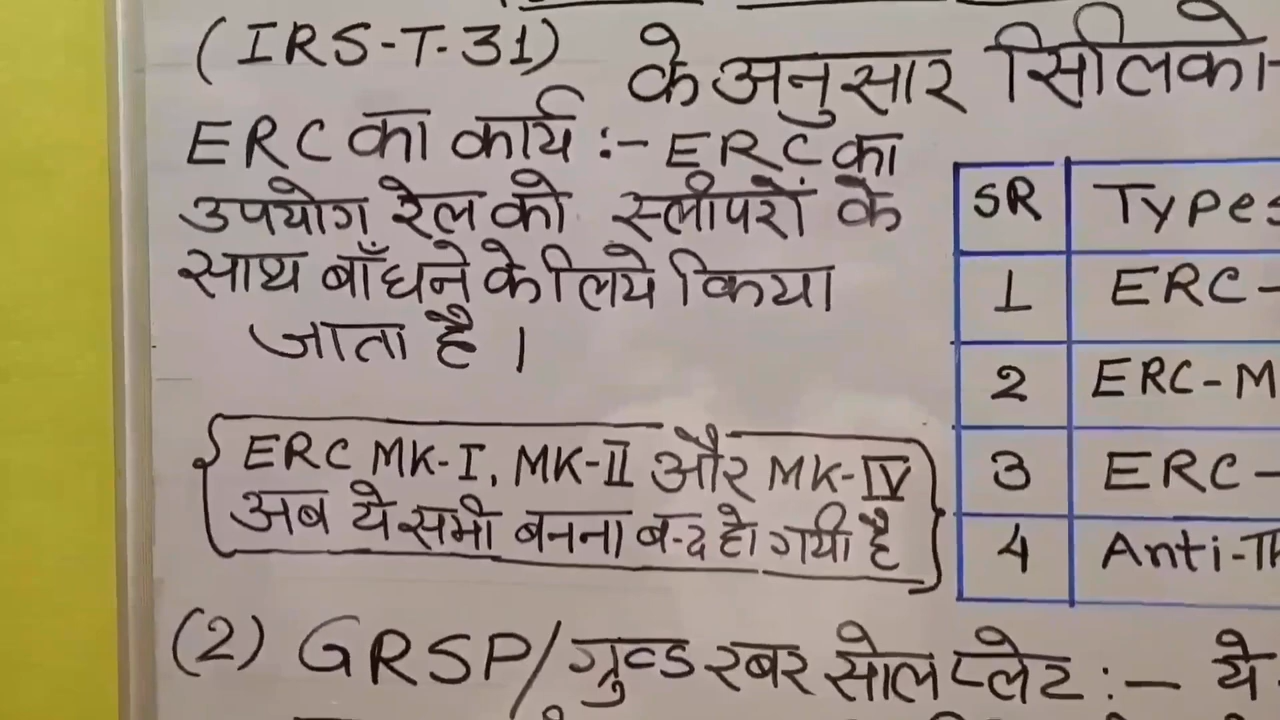 (IRS-T-31) के अनुसार सिलिको-
ERC का कार्य :- ERC का
उपयोग रेल को स्लीपरों के
साथ बाँधने के लिये किया
जाता है ।
SR Types
1 ERC-
2 ERC-M
3 ERC-
4 Anti-Th
ERC MK-I, MK-II और MK-IV
अब ये सभी बनना बन्द हो गयी है
(2) GRSP/ग्रुव्ड रबर सोल प्लेट :- ये